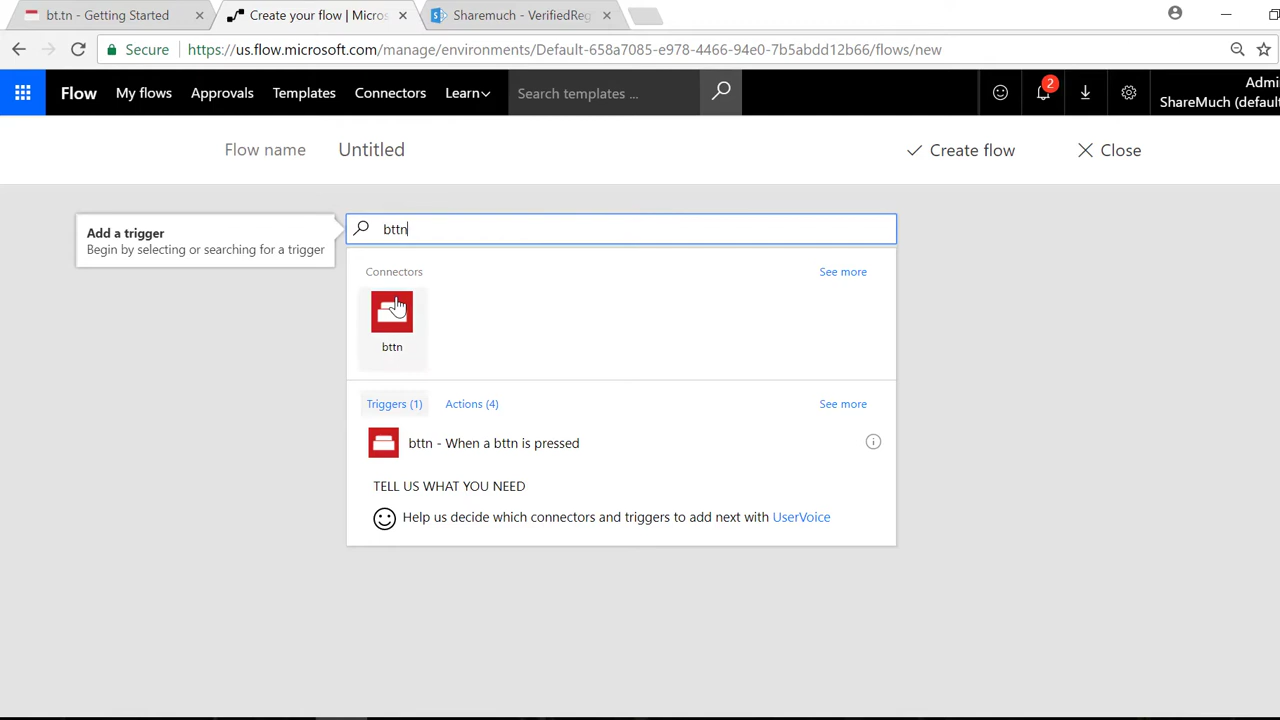 bt.tn - Getting Started
Create your flow | Micros
Sharemuch - VerifiedReg
Secure
https://us.flow.microsoft.com/manage/environments/Default-658a7085-e978-4466-94e0-7b5abdd12b66/flows/new
Flow
My flows
Approvals
Templates
Connectors
Learn
Search templates ...
2
Admi
ShareMuch (default
Flow name
Untitled
Create flow
Close
Add a trigger
Begin by selecting or searching for a trigger
bttn
Connectors
See more
bttn
Triggers (1)
Actions (4)
See more
bttn - When a bttn is pressed
TELL US WHAT YOU NEED
Help us decide which connectors and triggers to add next with UserVoice